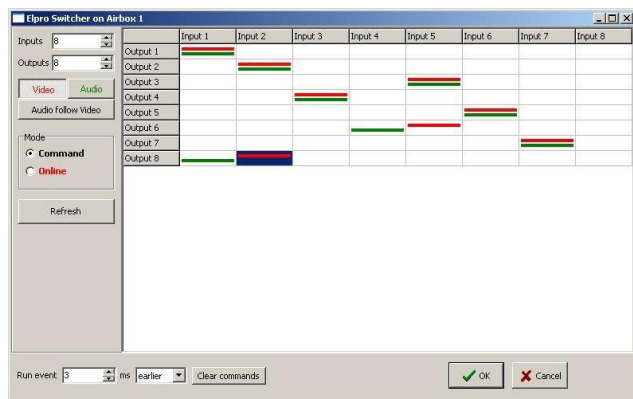 Elpro Switcher on Airbox 1
Inputs 8
Outputs 8
Video Audio
Audio follow Video
Mode
Command
Online
Refresh
Input 1 Input 2 Input 3 Input 4 Input 5 Input 6 Input 7 Input 8
Output 1
Output 2
Output 3
Output 4
Output 5
Output 6
Output 7
Output 8
Run event 3 ms earlier Clear commands OK Cancel